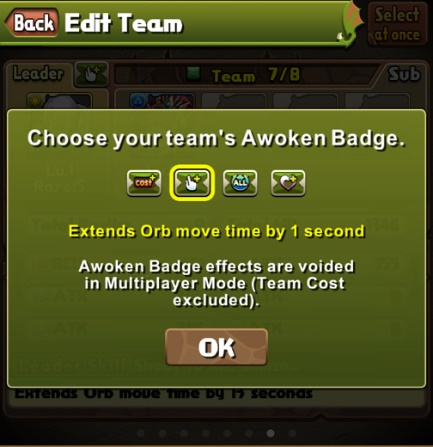 Back Edit Team
Select
at once
Leader
Team 7/8
Sub
Choose your team's Awoken Badge.
COST+
ALL
Extends Orb move time by 1 second
Awoken Badge effects are voided
in Multiplayer Mode (Team Cost
excluded).
OK
Extends Orb move time by 15 seconds